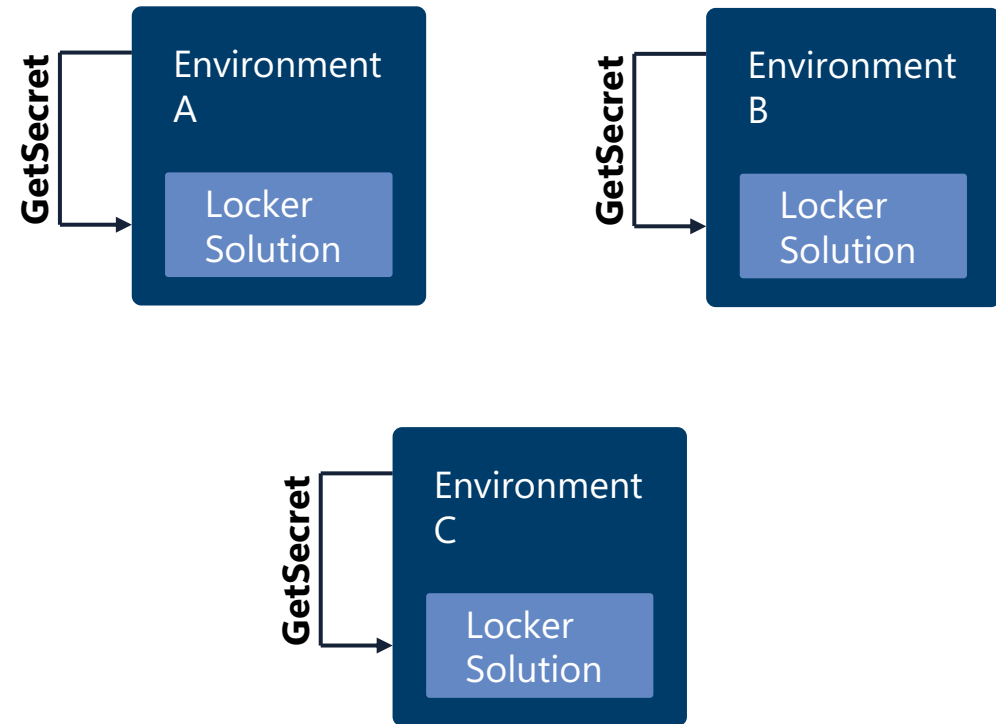 GetSecret
Environment
A
Locker
Solution
GetSecret
Environment
B
Locker
Solution
GetSecret
Environment
C
Locker
Solution